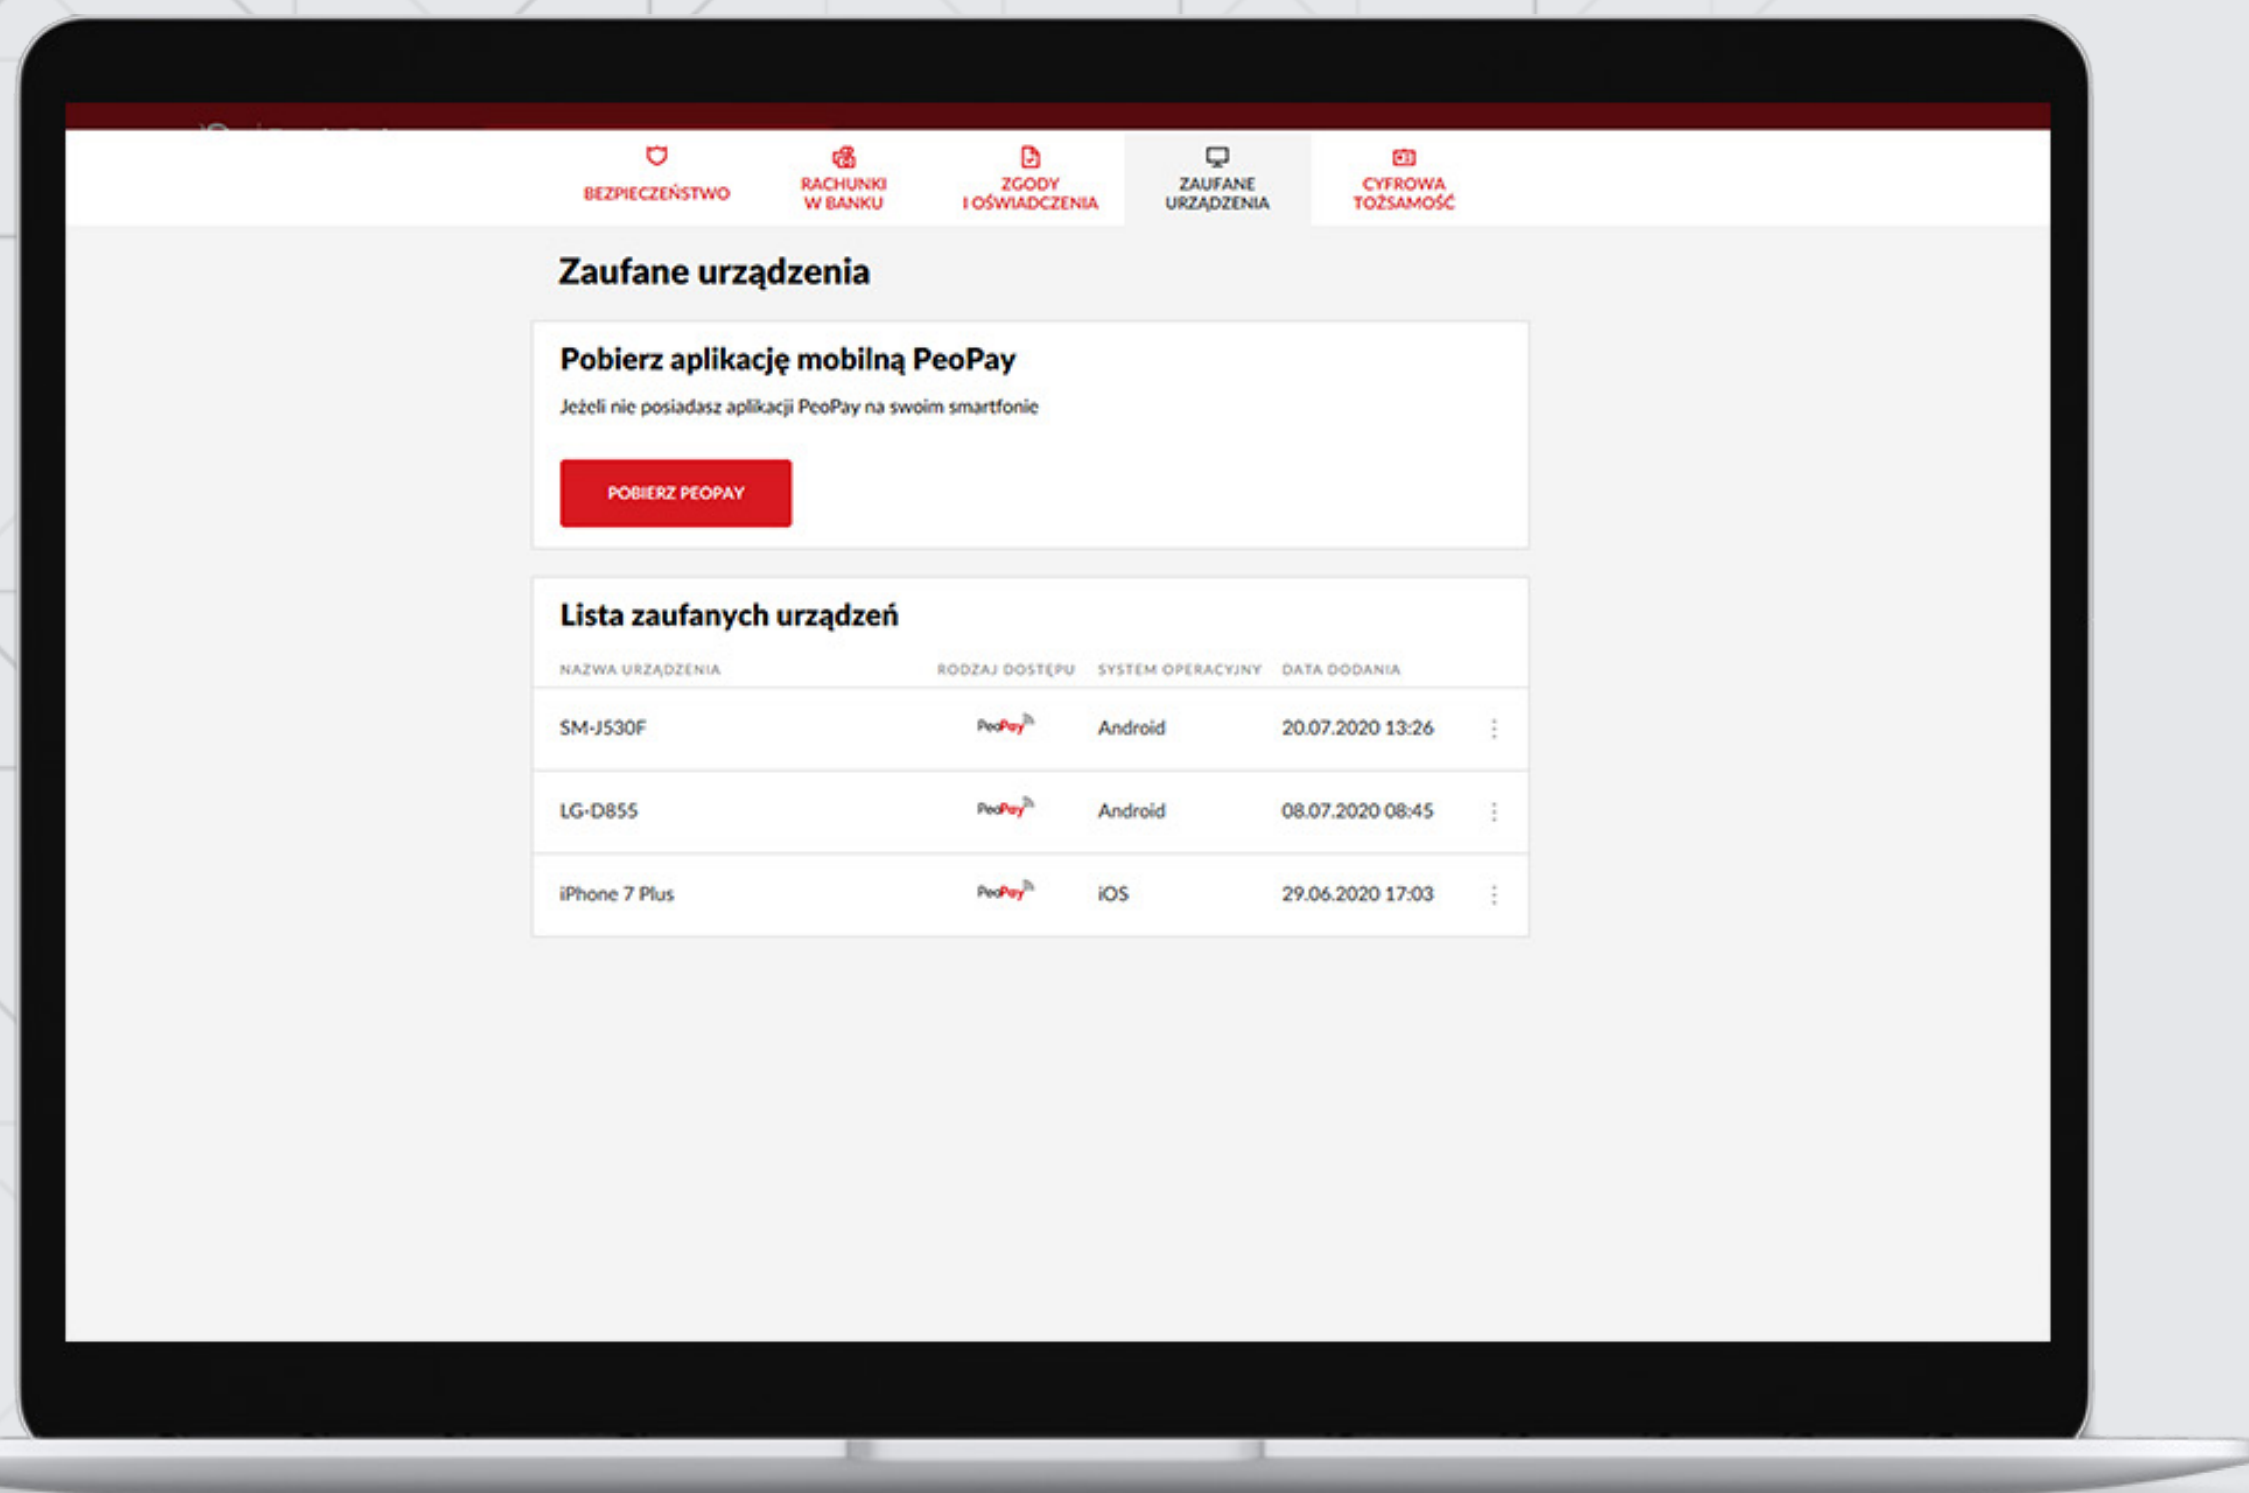 BEZPIECZEŃSTWO
RACHUNKI
W BANKU
ZGODY
I OŚWIADCZENIA
ZAUFANE
URZĄDZENIA
CYFROWA
TOŻSAMOŚĆ
Zaufane urządzenia
Pobierz aplikację mobilną PeoPay
Jeżeli nie posiadasz aplikacji PeoPay na swoim smartfonie
POBIERZ PEOPAY
Lista zaufanych urządzeń
NAZWA URZĄDZENIA RODZAJ DOSTĘPU SYSTEM OPERACYJNY DATA DODANIA
SM-J530F PeoPay Android 20.07.2020 13:26
LG-D855 PeoPay Android 08.07.2020 08:45
iPhone 7 Plus PeoPay iOS 29.06.2020 17:03